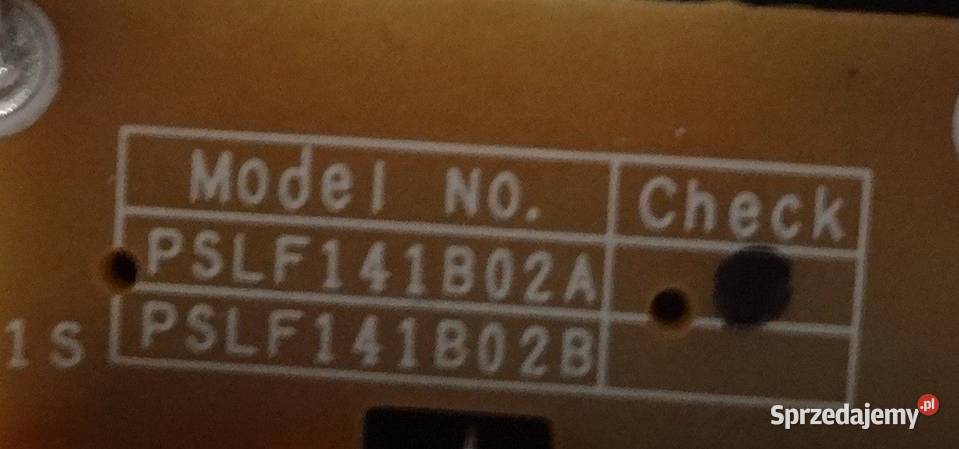 Model NO. Check
PSLF141B02A
PSLF141B02B
1S
Sprzedajemy.pl